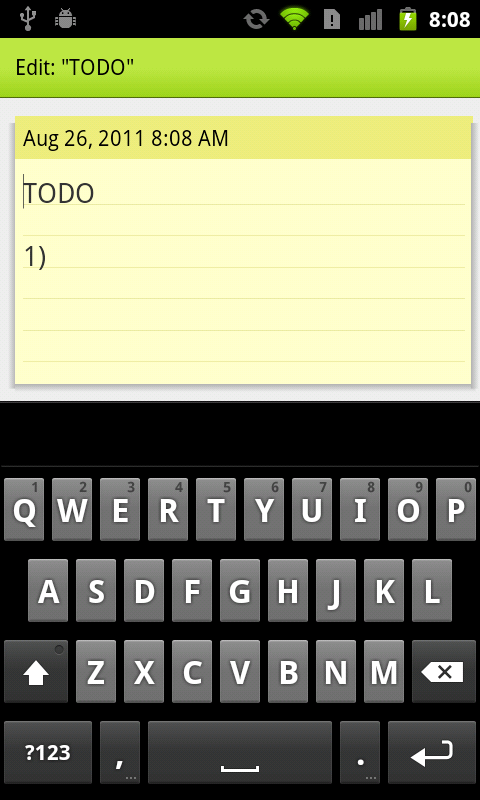 8:08
Edit: "TODO"
Aug 26, 2011 8:08 AM
TODO
1)
1 2 3 4 5 6 7 8 9 0
Q W E R T Y U I O P
A S D F G H J K L
Z X C V B N M
?123 , ... . ...